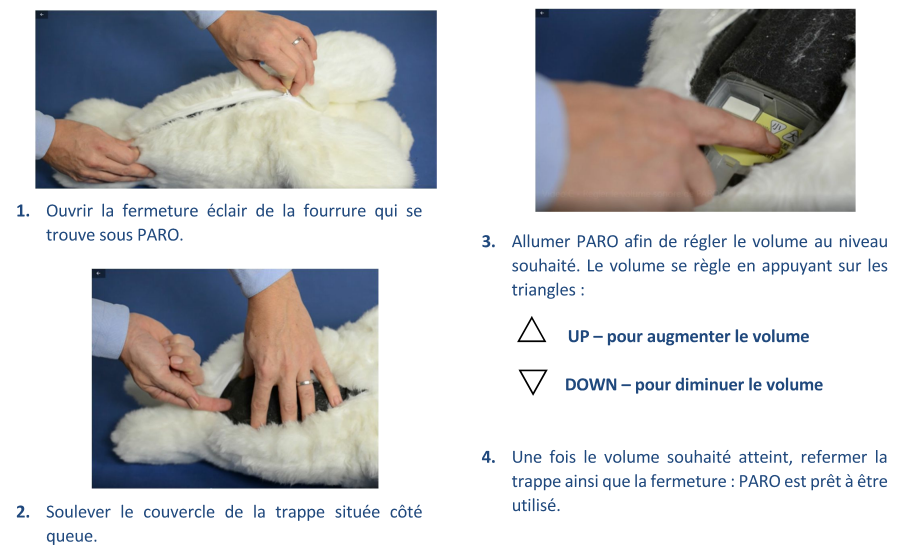 1. Ouvrir la fermeture éclair de la fourrure qui se
trouve sous PARO.
2. Soulever le couvercle de la trappe située côté
queue.
3. Allumer PARO afin de régler le volume au niveau
souhaité. Le volume se règle en appuyant sur les
triangles :
UP – pour augmenter le volume
DOWN – pour diminuer le volume
4. Une fois le volume souhaité atteint, refermer la
trappe ainsi que la fermeture : PARO est prêt à être
utilisé.